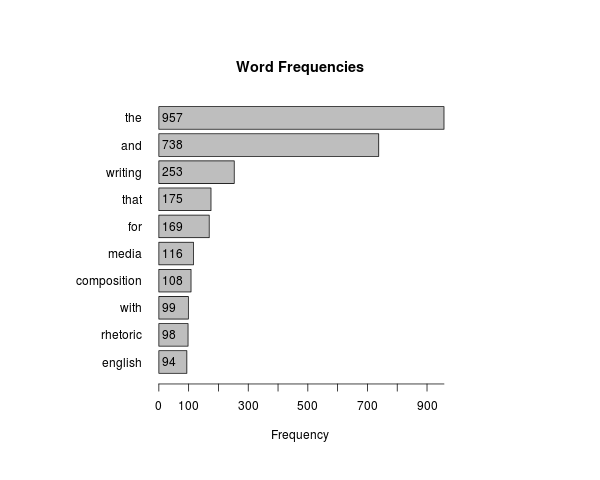 Word Frequencies
the 957
and 738
writing 253
that 175
for 169
media 116
composition 108
with 99
rhetoric 98
english 94
0 100 300 500 700 900
Frequency